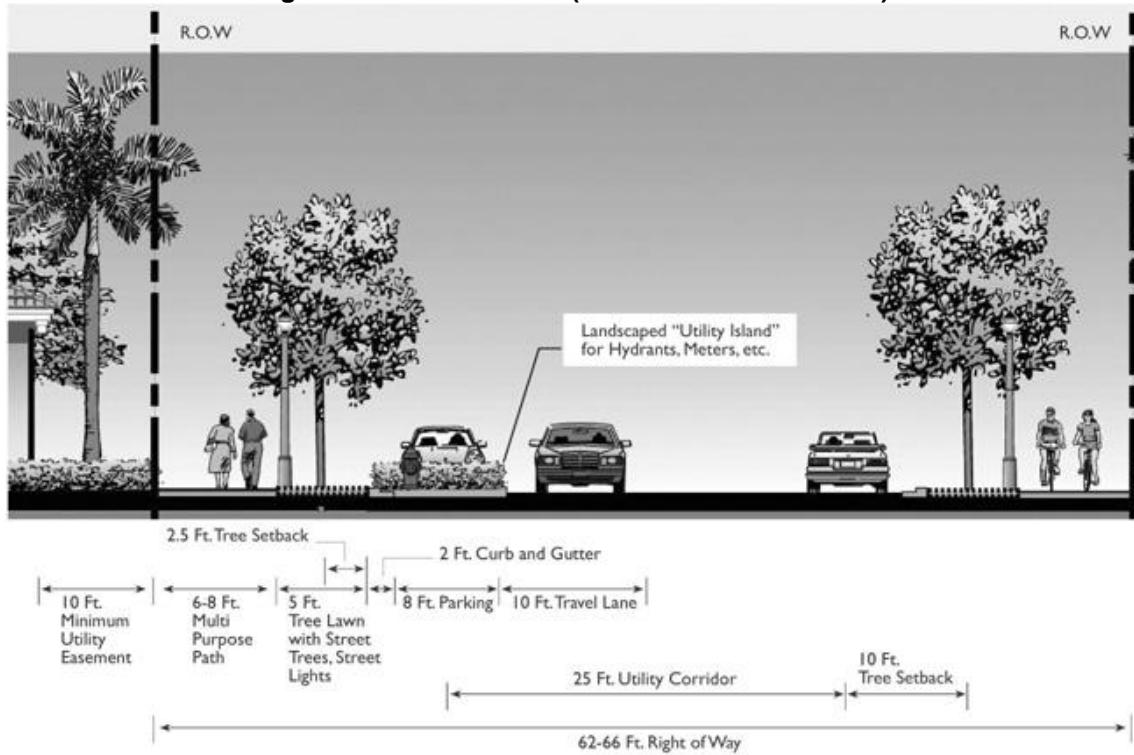 R.O.W
R.O.W
Landscaped “Utility Island”
for Hydrants, Meters, etc.
2.5 Ft. Tree Setback
2 Ft. Curb and Gutter
10 Ft.
Minimum
Utility
Easement
6-8 Ft.
Multi
Purpose
Path
5 Ft.
Tree Lawn
with Street
Trees, Street
Lights
8 Ft. Parking
10 Ft. Travel Lane
25 Ft. Utility Corridor
10 Ft.
Tree Setback
62-66 Ft. Right of Way